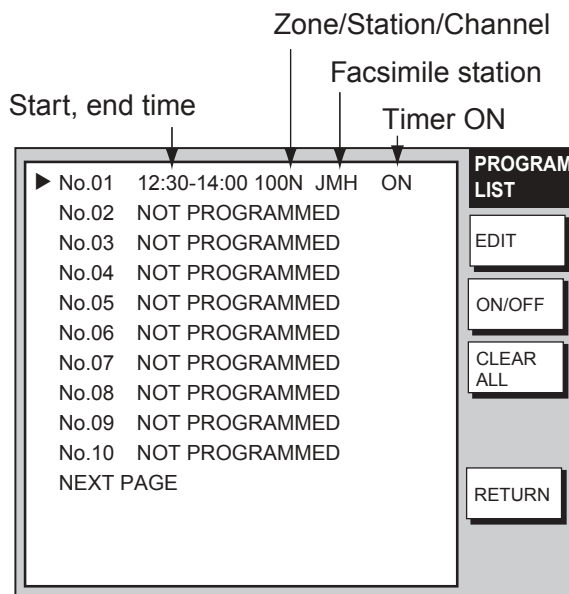 Zone/Station/Channel
Facsimile station
Start, end time
Timer ON
PROGRAM
LIST
▶ No.01 12:30-14:00 100N JMH ON
No.02 NOT PROGRAMMED
No.03 NOT PROGRAMMED
No.04 NOT PROGRAMMED
No.05 NOT PROGRAMMED
No.06 NOT PROGRAMMED
No.07 NOT PROGRAMMED
No.08 NOT PROGRAMMED
No.09 NOT PROGRAMMED
No.10 NOT PROGRAMMED
NEXT PAGE
EDIT
ON/OFF
CLEAR
ALL
RETURN